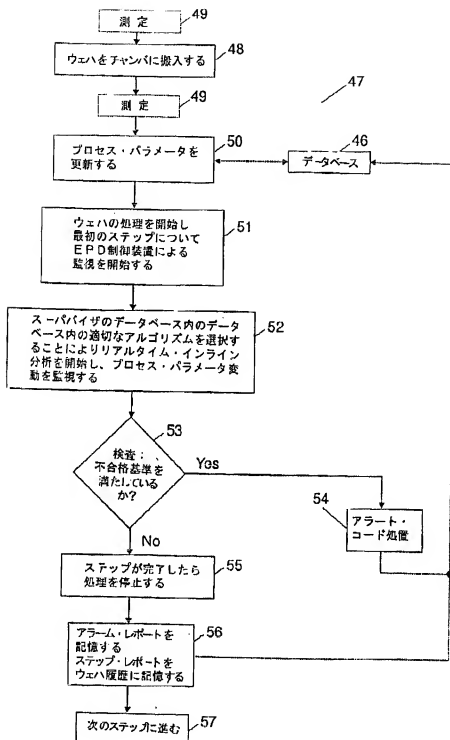 測 定
49
ウェハをチャンバに搬入する
48
測 定
49
47
プロセス・パラメータを
更新する
50
データベース
46
ウェハの処理を開始し
最初のステップについて
EPD制御装置による
監視を開始する
51
スーパバイザのデータベース内のデータ
ベース内の適切なアルゴリズムを選択す
ることによりリアルタイム・インライン
分析を開始し、プロセス・パラメータ変
動を監視する
52
検査:
不合格基準を
満たしている
か?
53
Yes
アラート・
コード処置
54
No
ステップが完了したら
処理を停止する
55
アラーム・レポートを
記憶する
ステップ・レポートを
ウェハ履歴に記憶する
56
次のステップに進む
57